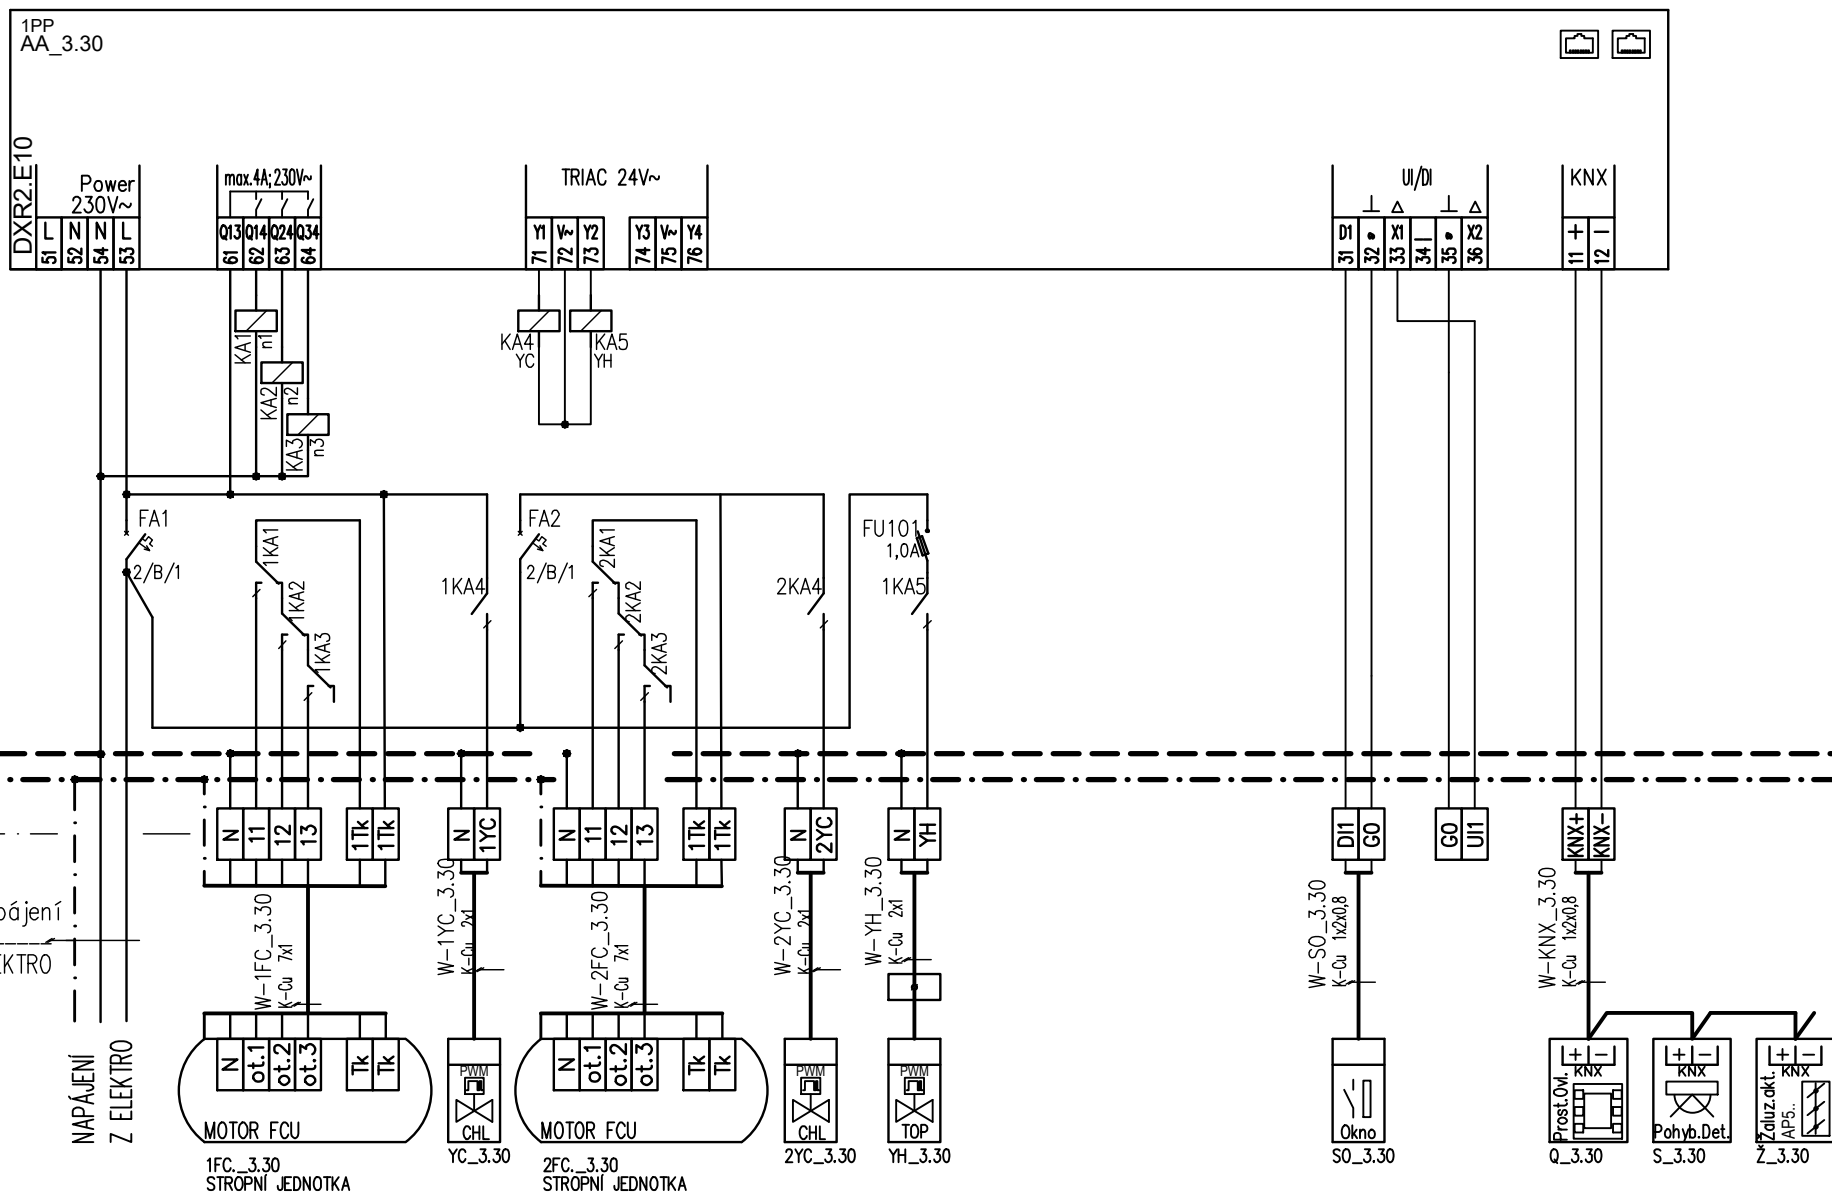 1PP
AA_3.30
DXR2.E10
Power
230V~
L N N L
51 52 54 53
max.4A;230V~
Q13 Q14 Q24 Q34
61 62 63 64
TRIAC 24V~
Y1 V~ Y2 Y3 V~ Y4
71 72 73 74 75 76
UI/DI
D1 X1 X2
31 32 33 34 35 36
KNX
+ −
11 12
KA1
n1
KA2
n2
KA3
n3
KA4
YC
KA5
YH
FA1
2/B/1
1KA1
1KA2
1KA3
1KA4
FA2
2/B/1
2KA1
2KA2
2KA3
2KA4
FU101
1,0A
1KA5
N 11 12 13 1Tk 1Tk
N 1YC
N 11 12 13 1Tk 1Tk
N 2YC
N YH
DI1 GO
GO UI1
KNX+ KNX-
pájení
EKTRO
W-1FC_3.30
K-Cu 7x1
W-1YC_3.30
K-Cu 2x1
W-2FC_3.30
K-Cu 7x1
W-2YC_3.30
K-Cu 2x1
W-YH_3.30
K-Cu 2x1
W-SO_3.30
K-Cu 1x2x0,8
W-KNX_3.30
K-Cu 1x2x0,8
NAPÁJENÍ
Z ELEKTRO
N ot.1 ot.2 ot.3 Tk Tk
MOTOR FCU
1FC._3.30
STROPNÍ JEDNOTKA
PWM
CHL
YC_3.30
N ot.1 ot.2 ot.3 Tk Tk
MOTOR FCU
2FC._3.30
STROPNÍ JEDNOTKA
PWM
CHL
2YC_3.30
PWM
TOP
YH_3.30
Okno
SO_3.30
+ −
KNX
Prost.Ovl.
Q_3.30
+ −
KNX
Pohyb.Det.
S_3.30
+ −
KNX
Žaluz.akt.
AP5..
Ž_3.30